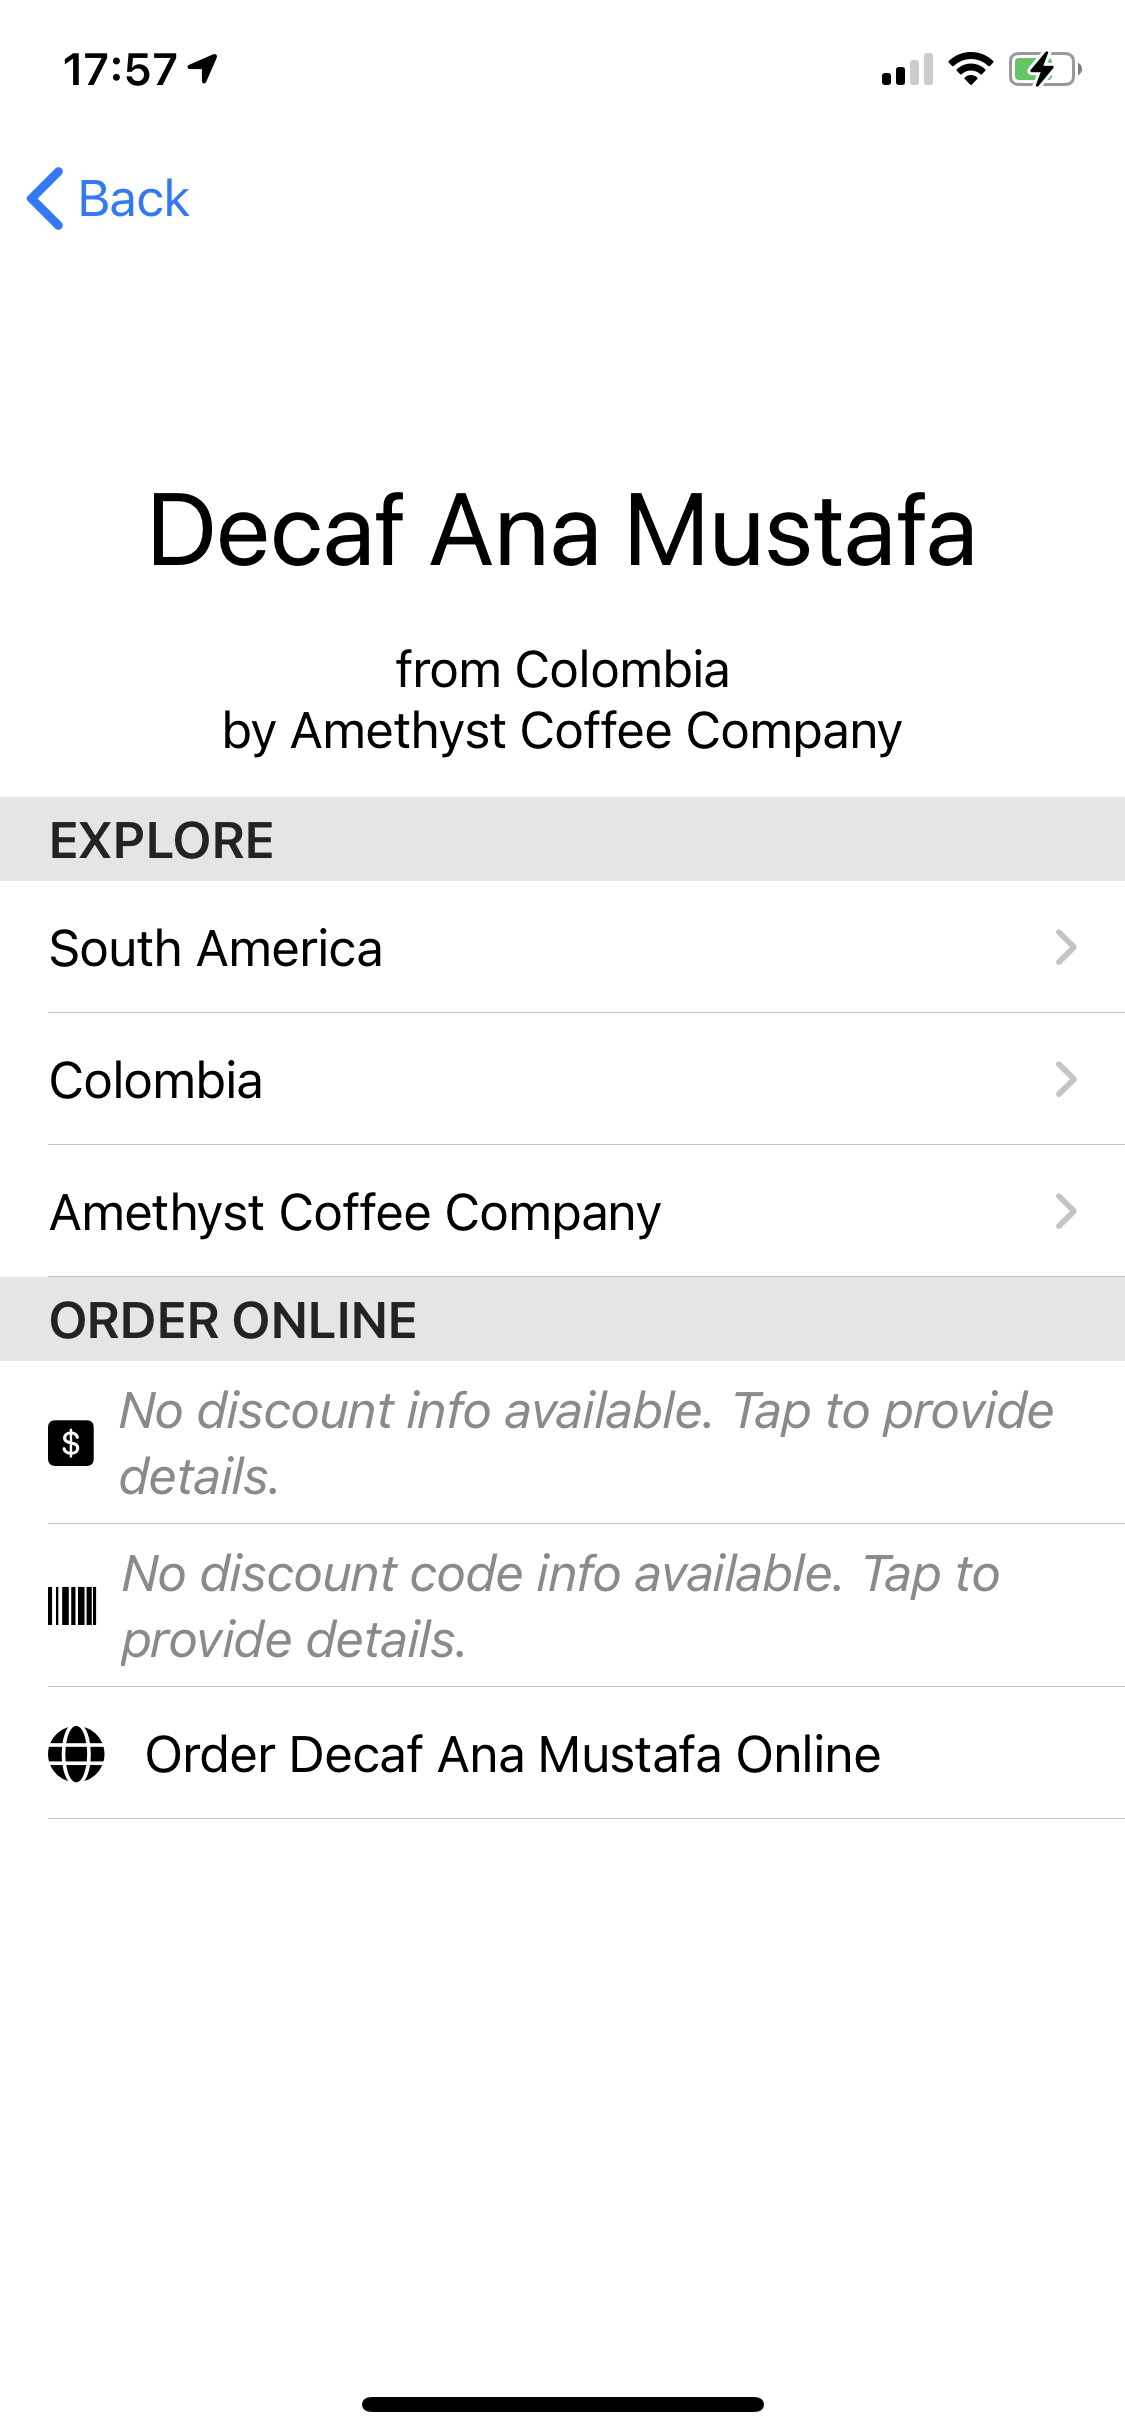 17:57
Back
Decaf Ana Mustafa
from Colombia
by Amethyst Coffee Company
EXPLORE
South America
Colombia
Amethyst Coffee Company
ORDER ONLINE
$
No discount info available. Tap to provide
details.
No discount code info available. Tap to
provide details.
Order Decaf Ana Mustafa Online